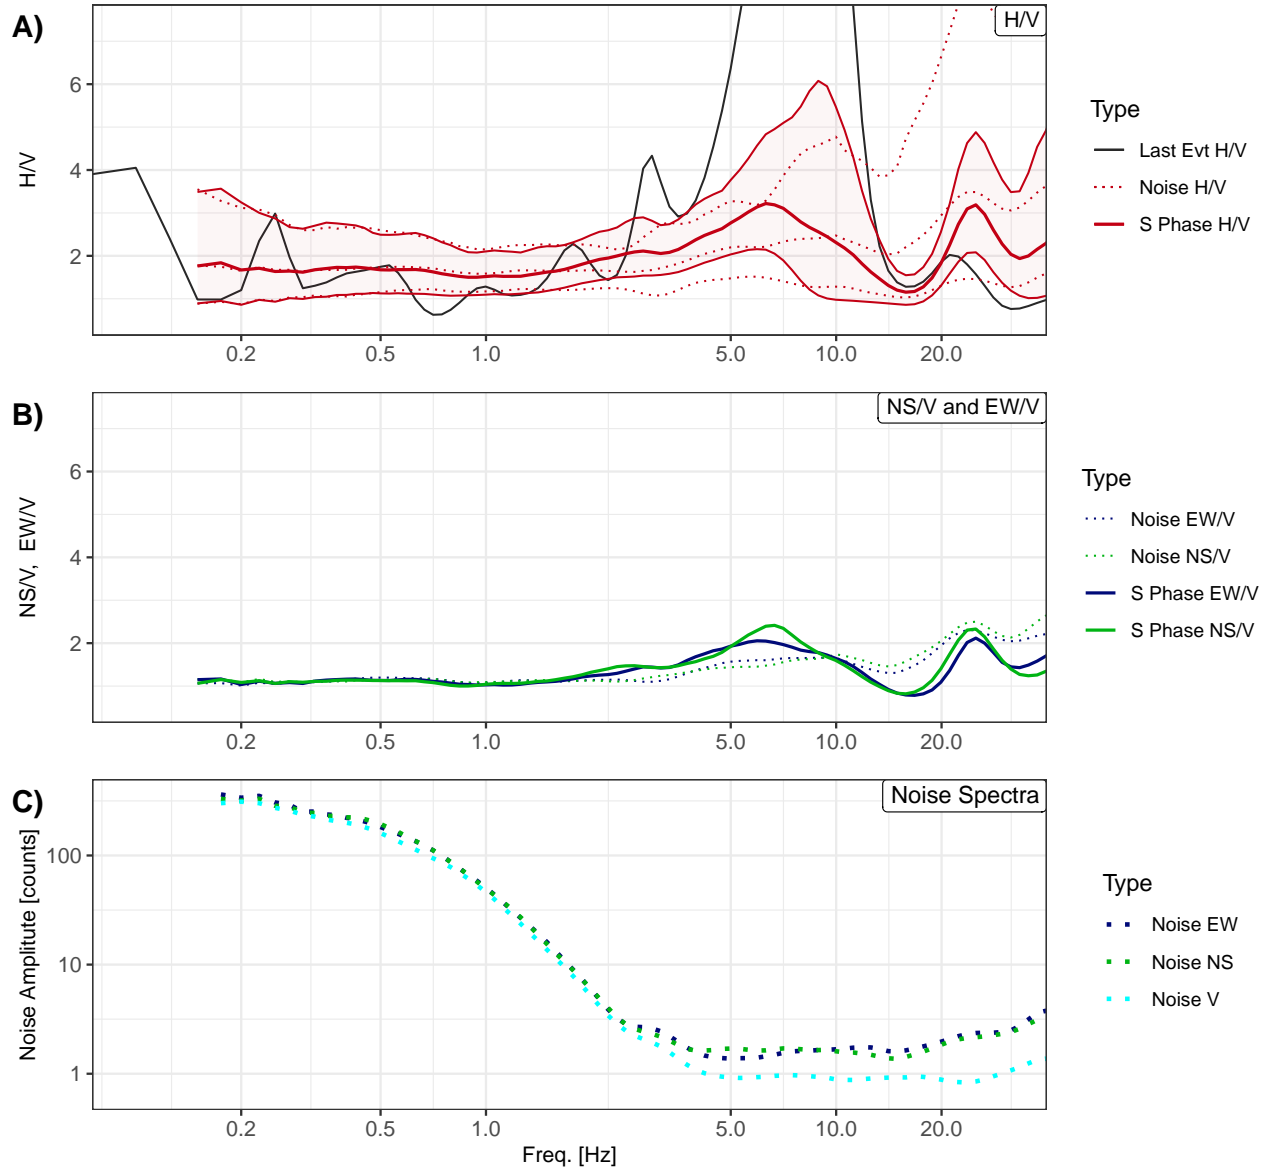 A)
H/V
6
4
2
H/V
0.2 0.5 1.0 5.0 10.0 20.0
Type
Last Evt H/V
Noise H/V
S Phase H/V
B)
NS/V and EW/V
6
4
2
NS/V, EW/V
0.2 0.5 1.0 5.0 10.0 20.0
Type
Noise EW/V
Noise NS/V
S Phase EW/V
S Phase NS/V
C)
Noise Spectra
100
10
1
Noise Amplitute [counts]
0.2 0.5 1.0 5.0 10.0 20.0
Freq. [Hz]
Type
Noise EW
Noise NS
Noise V